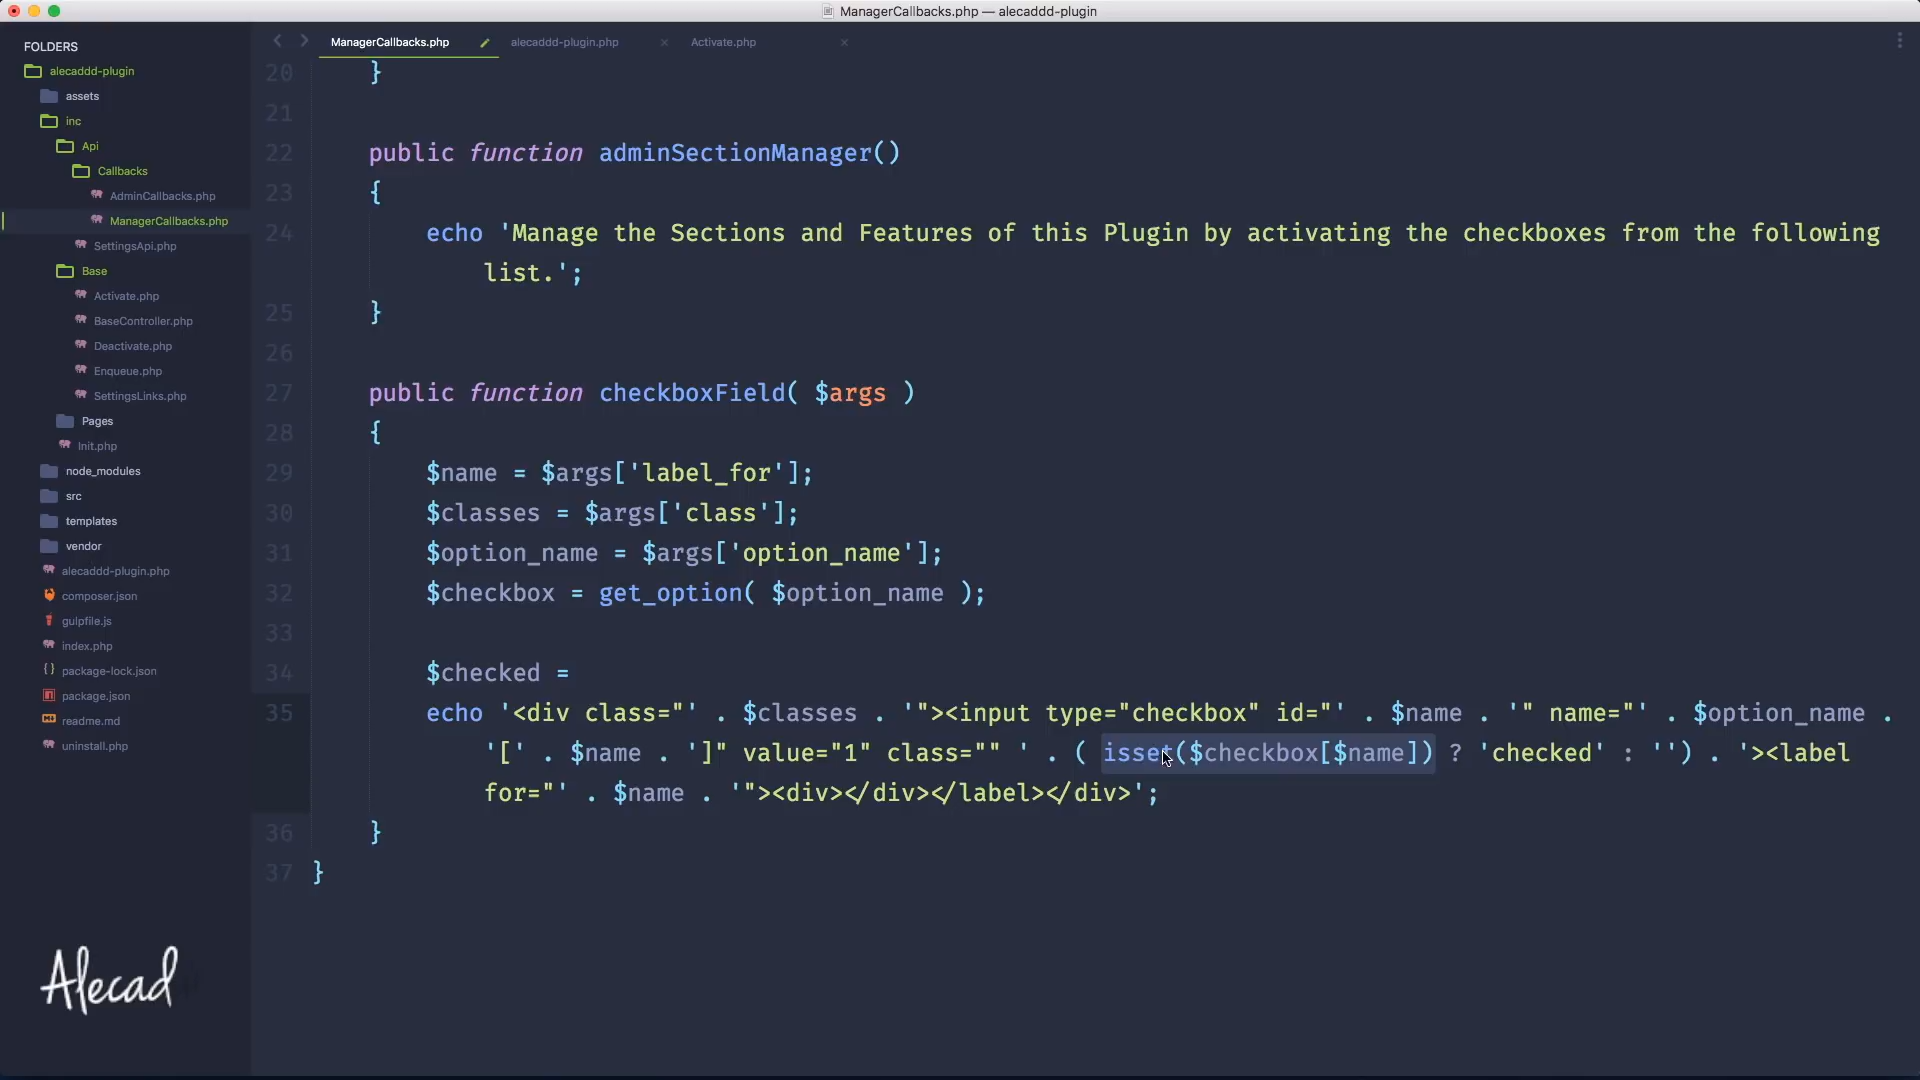 ManagerCallbacks.php — alecaddd-plugin
FOLDERS
alecaddd-plugin
assets
inc
Api
Callbacks
AdminCallbacks.php
ManagerCallbacks.php
SettingsApi.php
Base
Activate.php
BaseController.php
Deactivate.php
Enqueue.php
SettingsLinks.php
Pages
Init.php
node_modules
src
templates
vendor
alecaddd-plugin.php
composer.json
gulpfile.js
index.php
package-lock.json
package.json
readme.md
uninstall.php
Alecad
ManagerCallbacks.php alecaddd-plugin.php Activate.php
20 }
21
22 public function adminSectionManager()
23 {
24 echo 'Manage the Sections and Features of this Plugin by activating the checkboxes from the following
list.';
25 }
26
27 public function checkboxField( $args )
28 {
29 $name = $args['label_for'];
30 $classes = $args['class'];
31 $option_name = $args['option_name'];
32 $checkbox = get_option( $option_name );
33
34 $checked =
35 echo '<div class="' . $classes . '"><input type="checkbox" id="' . $name . '" name="' . $option_name .
'[' . $name . ']" value="1" class="" ' . ( isset($checkbox[$name]) ? 'checked' : '') . '><label
for="' . $name . '"><div></div></label></div>';
36 }
37 }